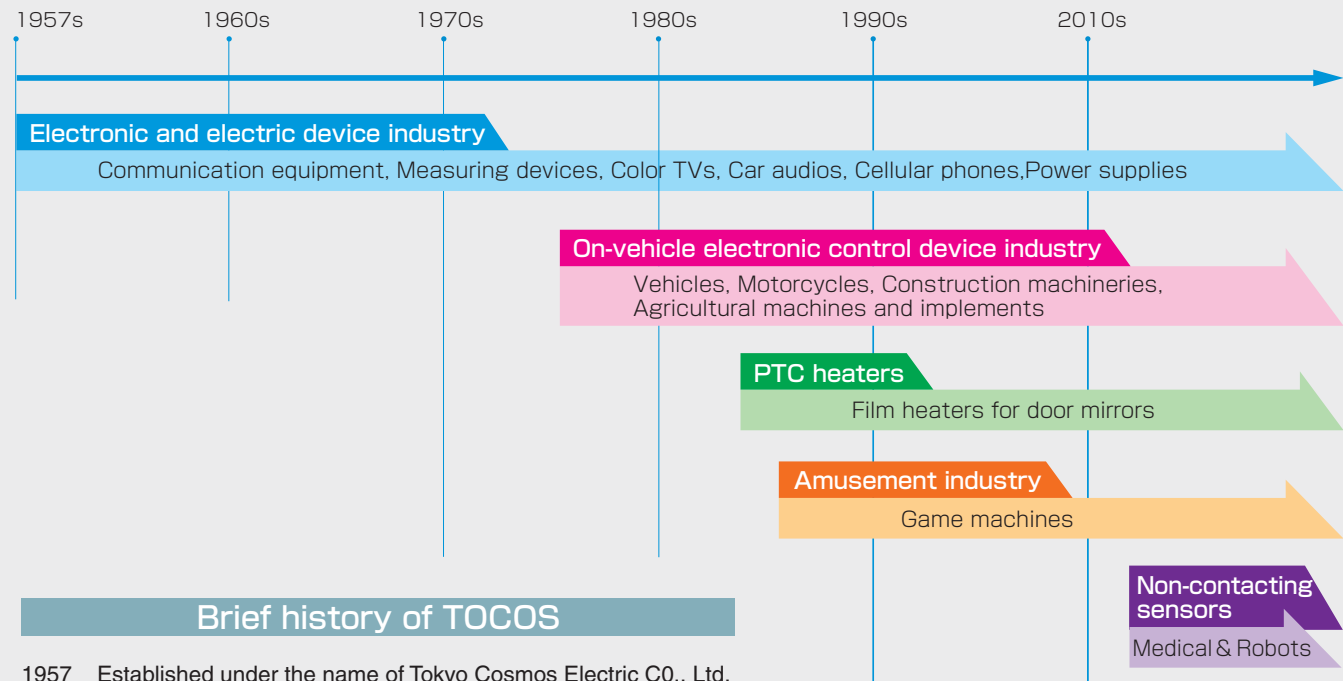 1957s 1960s 1970s 1980s 1990s 2010s
Electronic and electric device industry
Communication equipment, Measuring devices, Color TVs, Car audios, Cellular phones,Power supplies
On-vehicle electronic control device industry
Vehicles, Motorcycles, Construction machineries,
Agricultural machines and implements
PTC heaters
Film heaters for door mirrors
Amusement industry
Game machines
Non-contacting
sensors
Medical & Robots
Brief history of TOCOS
1957 Established under the name of Tokyo Cosmos Electric C0., Ltd.